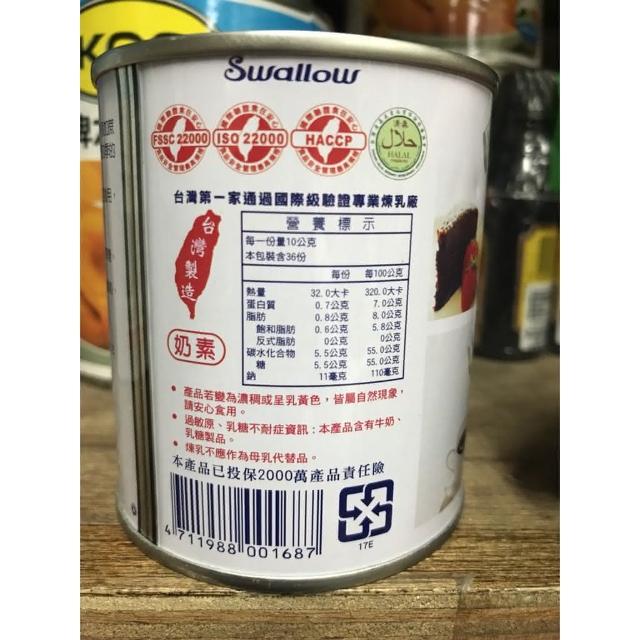 Swallow
FSSC 22000
ISO 22000
HACCP
清真
حلال
HALAL
台灣第一家通過國際級驗證專業煉乳廠
台灣製造
奶素
營養標示
每一份量10公克
本包裝含36份
每份 每100公克
熱量 32.0大卡 320.0大卡
蛋白質 0.7公克 7.0公克
脂肪 0.8公克 8.0公克
飽和脂肪 0.6公克 5.8公克
反式脂肪 0公克 0公克
碳水化合物 5.5公克 55.0公克
糖 5.5公克 55.0公克
鈉 11毫克 110毫克
• 產品若變為濃稠或呈乳黃色，皆屬自然現象，
請安心食用。
• 過敏原、乳糖不耐症資訊：本產品含有牛奶、
乳糖製品。
• 煉乳不應作為母乳代替品。
本產品已投保2000萬產品責任險
4 711988 001687
17E